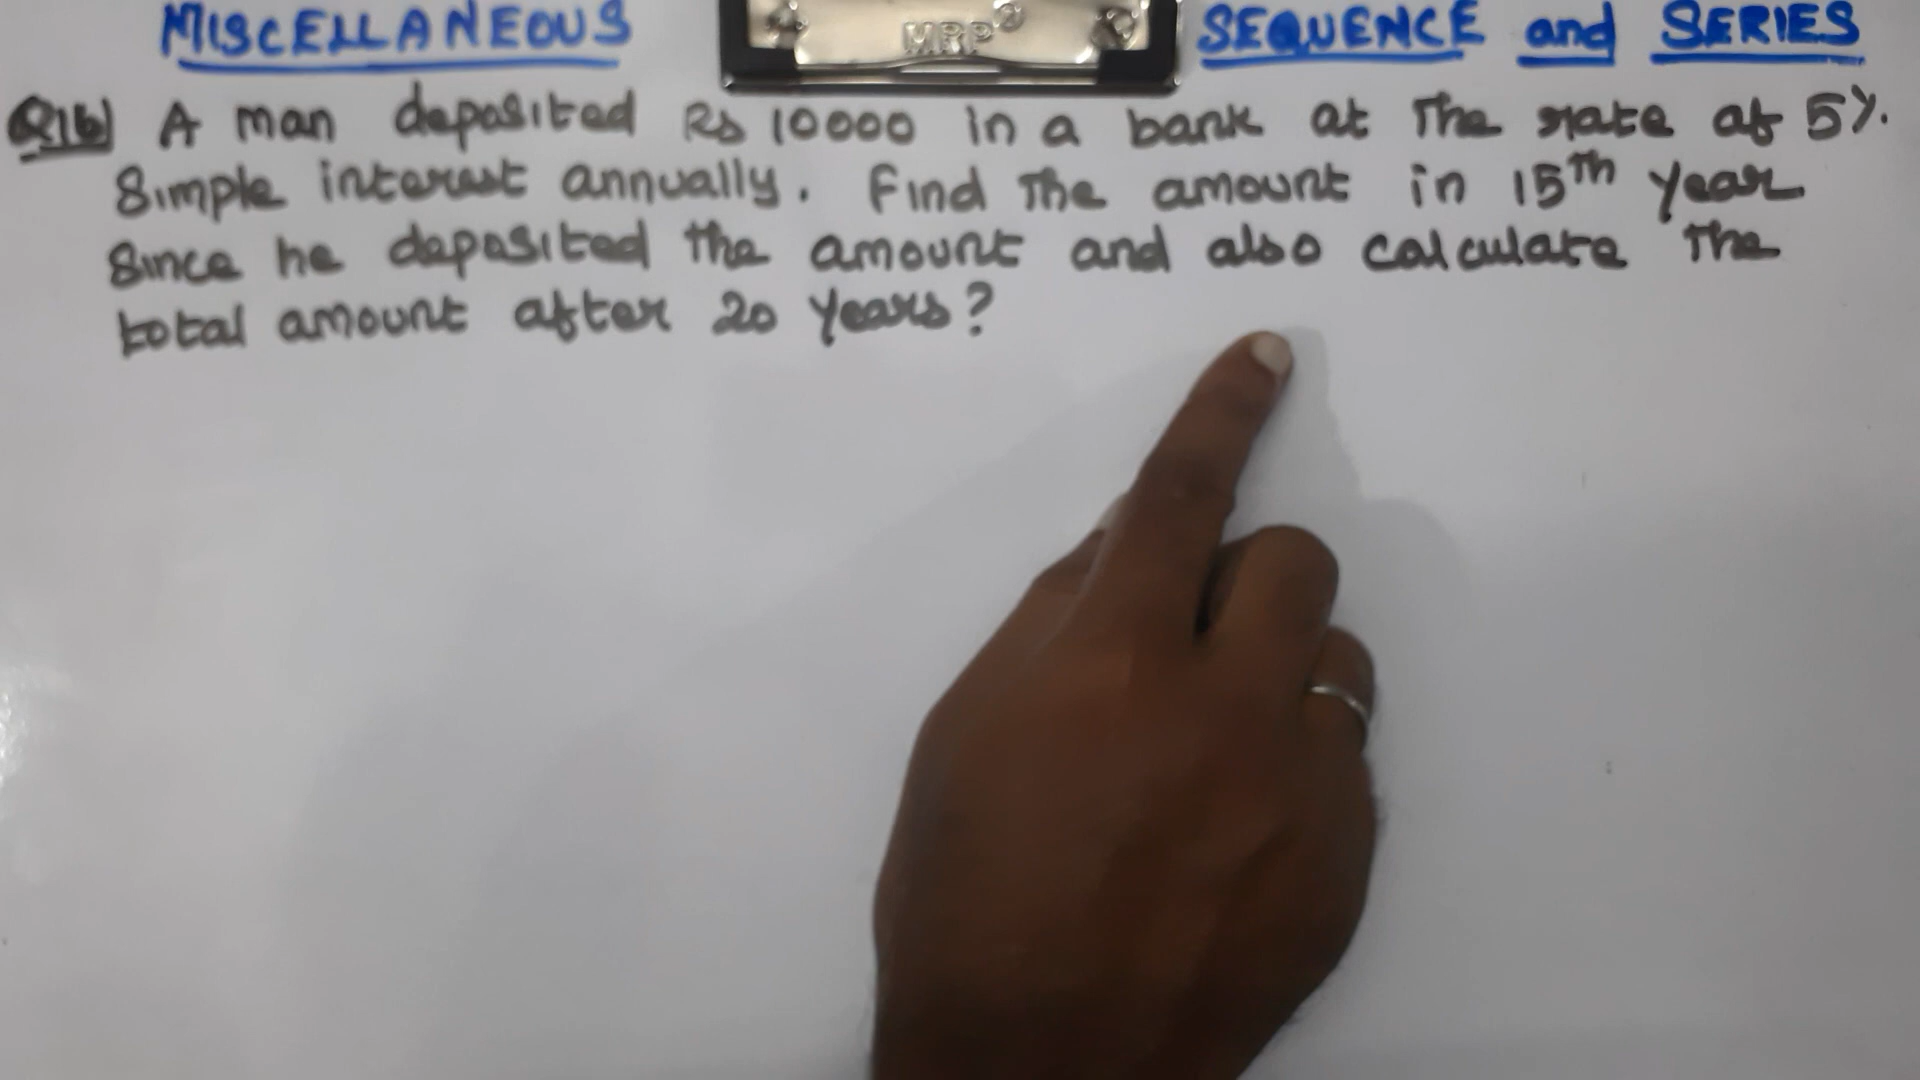 MISCELLANEOUS
MRP
SEQUENCE and SERIES
Q16) A man deposited Rs 10000 in a bank at The rate of 5%.
Simple interest annually. Find The amount in 15Th year
Since he deposited the amount and also calculate The
total amount after 20 years?